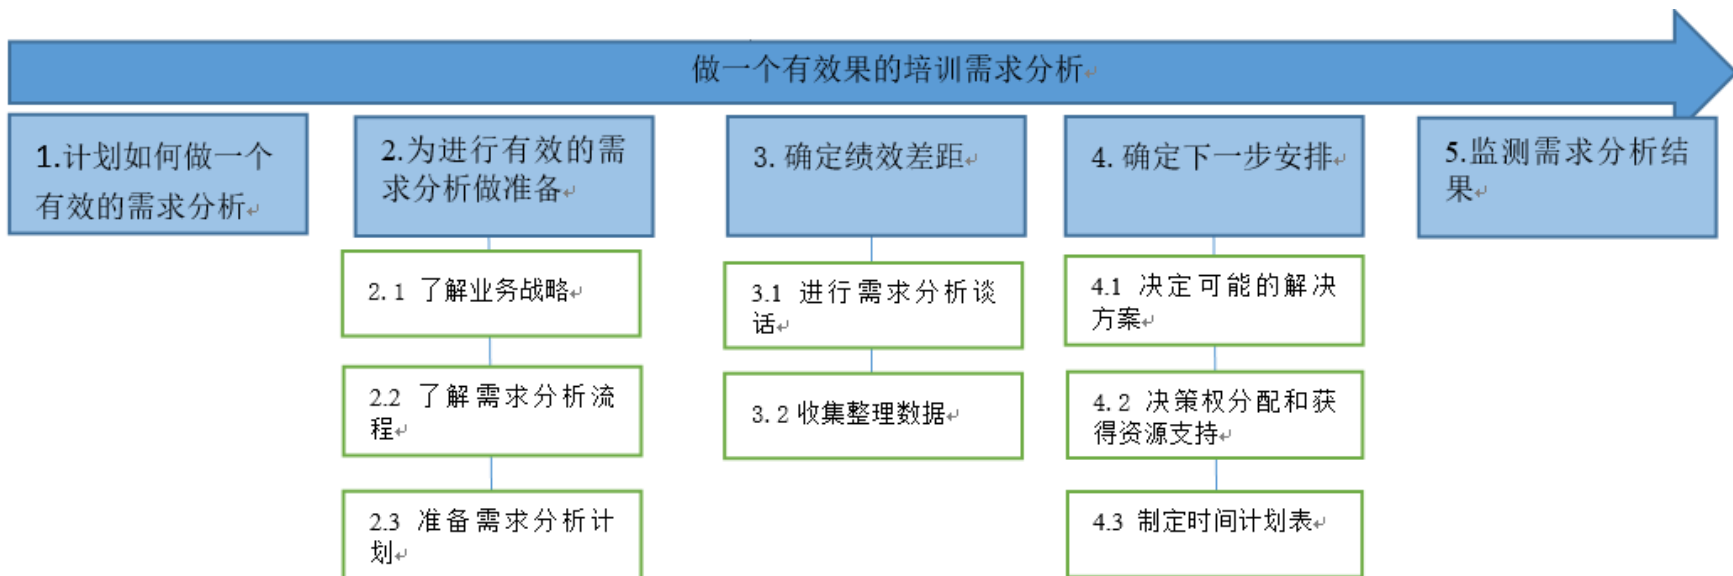 做一个有效果的培训需求分析
1.计划如何做一个
有效的需求分析
2.为进行有效的需
求分析做准备
2.1 了解业务战略
2.2 了解需求分析流
程
2.3 准备需求分析计
划
3. 确定绩效差距
3.1 进行需求分析谈
话
3.2 收集整理数据
4. 确定下一步安排
4.1 决定可能的解决
方案
4.2 决策权分配和获
得资源支持
4.3 制定时间计划表
5.监测需求分析结
果